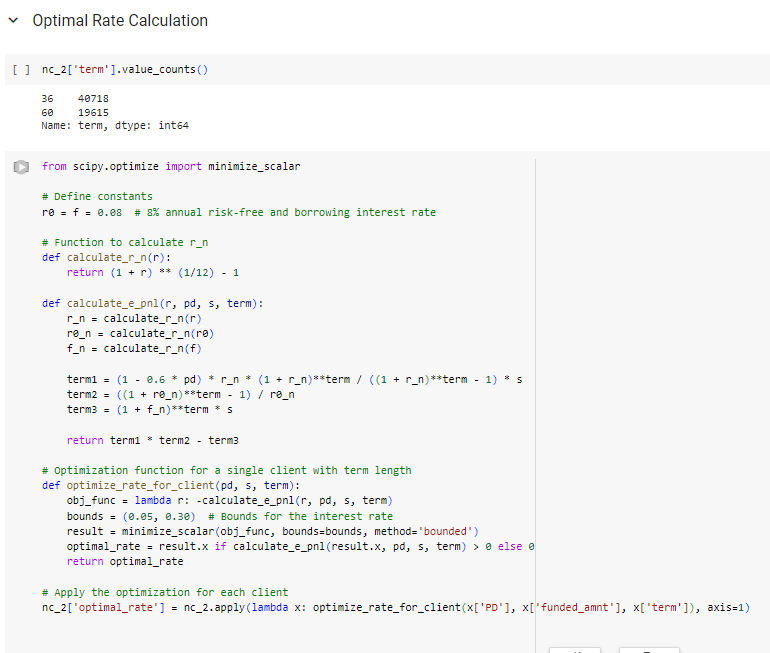 Optimal Rate Calculation
[ ] nc_2['term'].value_counts()
36    40718
60    19615
Name: term, dtype: int64
from scipy.optimize import minimize_scalar
# Define constants
r0 = f = 0.08  # 8% annual risk-free and borrowing interest rate
# Function to calculate r_n
def calculate_r_n(r):
    return (1 + r) ** (1/12) - 1
def calculate_e_pnl(r, pd, s, term):
    r_n = calculate_r_n(r)
    r0_n = calculate_r_n(r0)
    f_n = calculate_r_n(f)
    term1 = (1 - 0.6 * pd) * r_n * (1 + r_n)**term / ((1 + r_n)**term - 1) * s
    term2 = ((1 + r0_n)**term - 1) / r0_n
    term3 = (1 + f_n)**term * s
    return term1 * term2 - term3
# Optimization function for a single client with term length
def optimize_rate_for_client(pd, s, term):
    obj_func = lambda r: -calculate_e_pnl(r, pd, s, term)
    bounds = (0.05, 0.30)  # Bounds for the interest rate
    result = minimize_scalar(obj_func, bounds=bounds, method='bounded')
    optimal_rate = result.x if calculate_e_pnl(result.x, pd, s, term) > 0 else 0
    return optimal_rate
# Apply the optimization for each client
nc_2['optimal_rate'] = nc_2.apply(lambda x: optimize_rate_for_client(x['PD'], x['funded_amnt'], x['term']), axis=1)